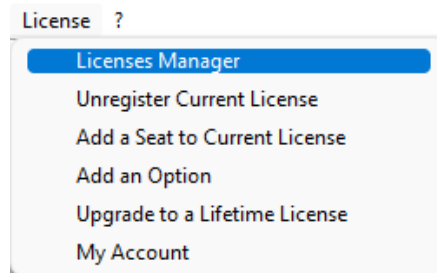 License ?
Licenses Manager
Unregister Current License
Add a Seat to Current License
Add an Option
Upgrade to a Lifetime License
My Account